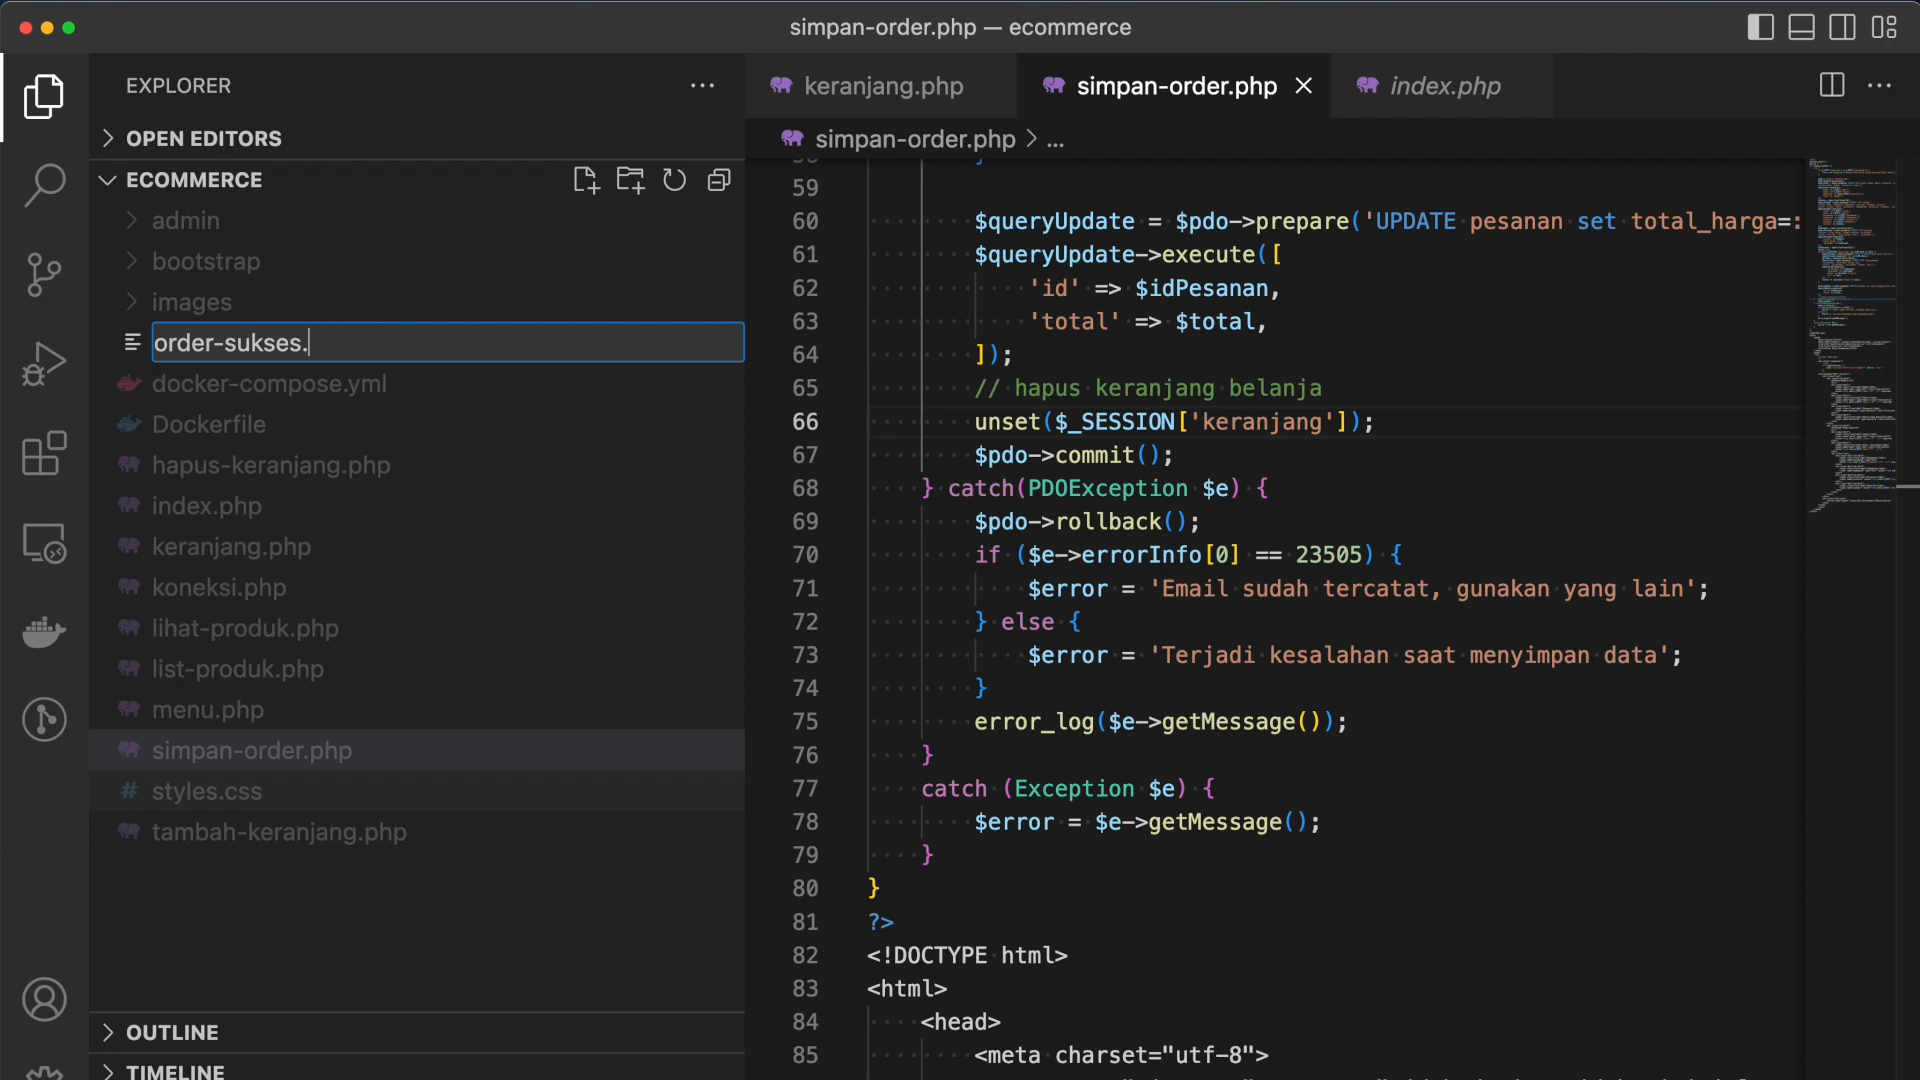 simpan-order.php — ecommerce
EXPLORER
OPEN EDITORS
ECOMMERCE
admin
bootstrap
images
order-sukses.
docker-compose.yml
Dockerfile
hapus-keranjang.php
index.php
keranjang.php
koneksi.php
lihat-produk.php
list-produk.php
menu.php
simpan-order.php
styles.css
tambah-keranjang.php
OUTLINE
TIMELINE
keranjang.php
simpan-order.php
index.php
simpan-order.php > ...
59
60 $queryUpdate = $pdo->prepare('UPDATE pesanan set total_harga=:
61 $queryUpdate->execute([
62 'id' => $idPesanan,
63 'total' => $total,
64 ]);
65 // hapus keranjang belanja
66 unset($_SESSION['keranjang']);
67 $pdo->commit();
68 } catch(PDOException $e) {
69 $pdo->rollback();
70 if ($e->errorInfo[0] == 23505) {
71 $error = 'Email sudah tercatat, gunakan yang lain';
72 } else {
73 $error = 'Terjadi kesalahan saat menyimpan data';
74 }
75 error_log($e->getMessage());
76 }
77 catch (Exception $e) {
78 $error = $e->getMessage();
79 }
80 }
81 ?>
82 <!DOCTYPE html>
83 <html>
84 <head>
85 <meta charset="utf-8">